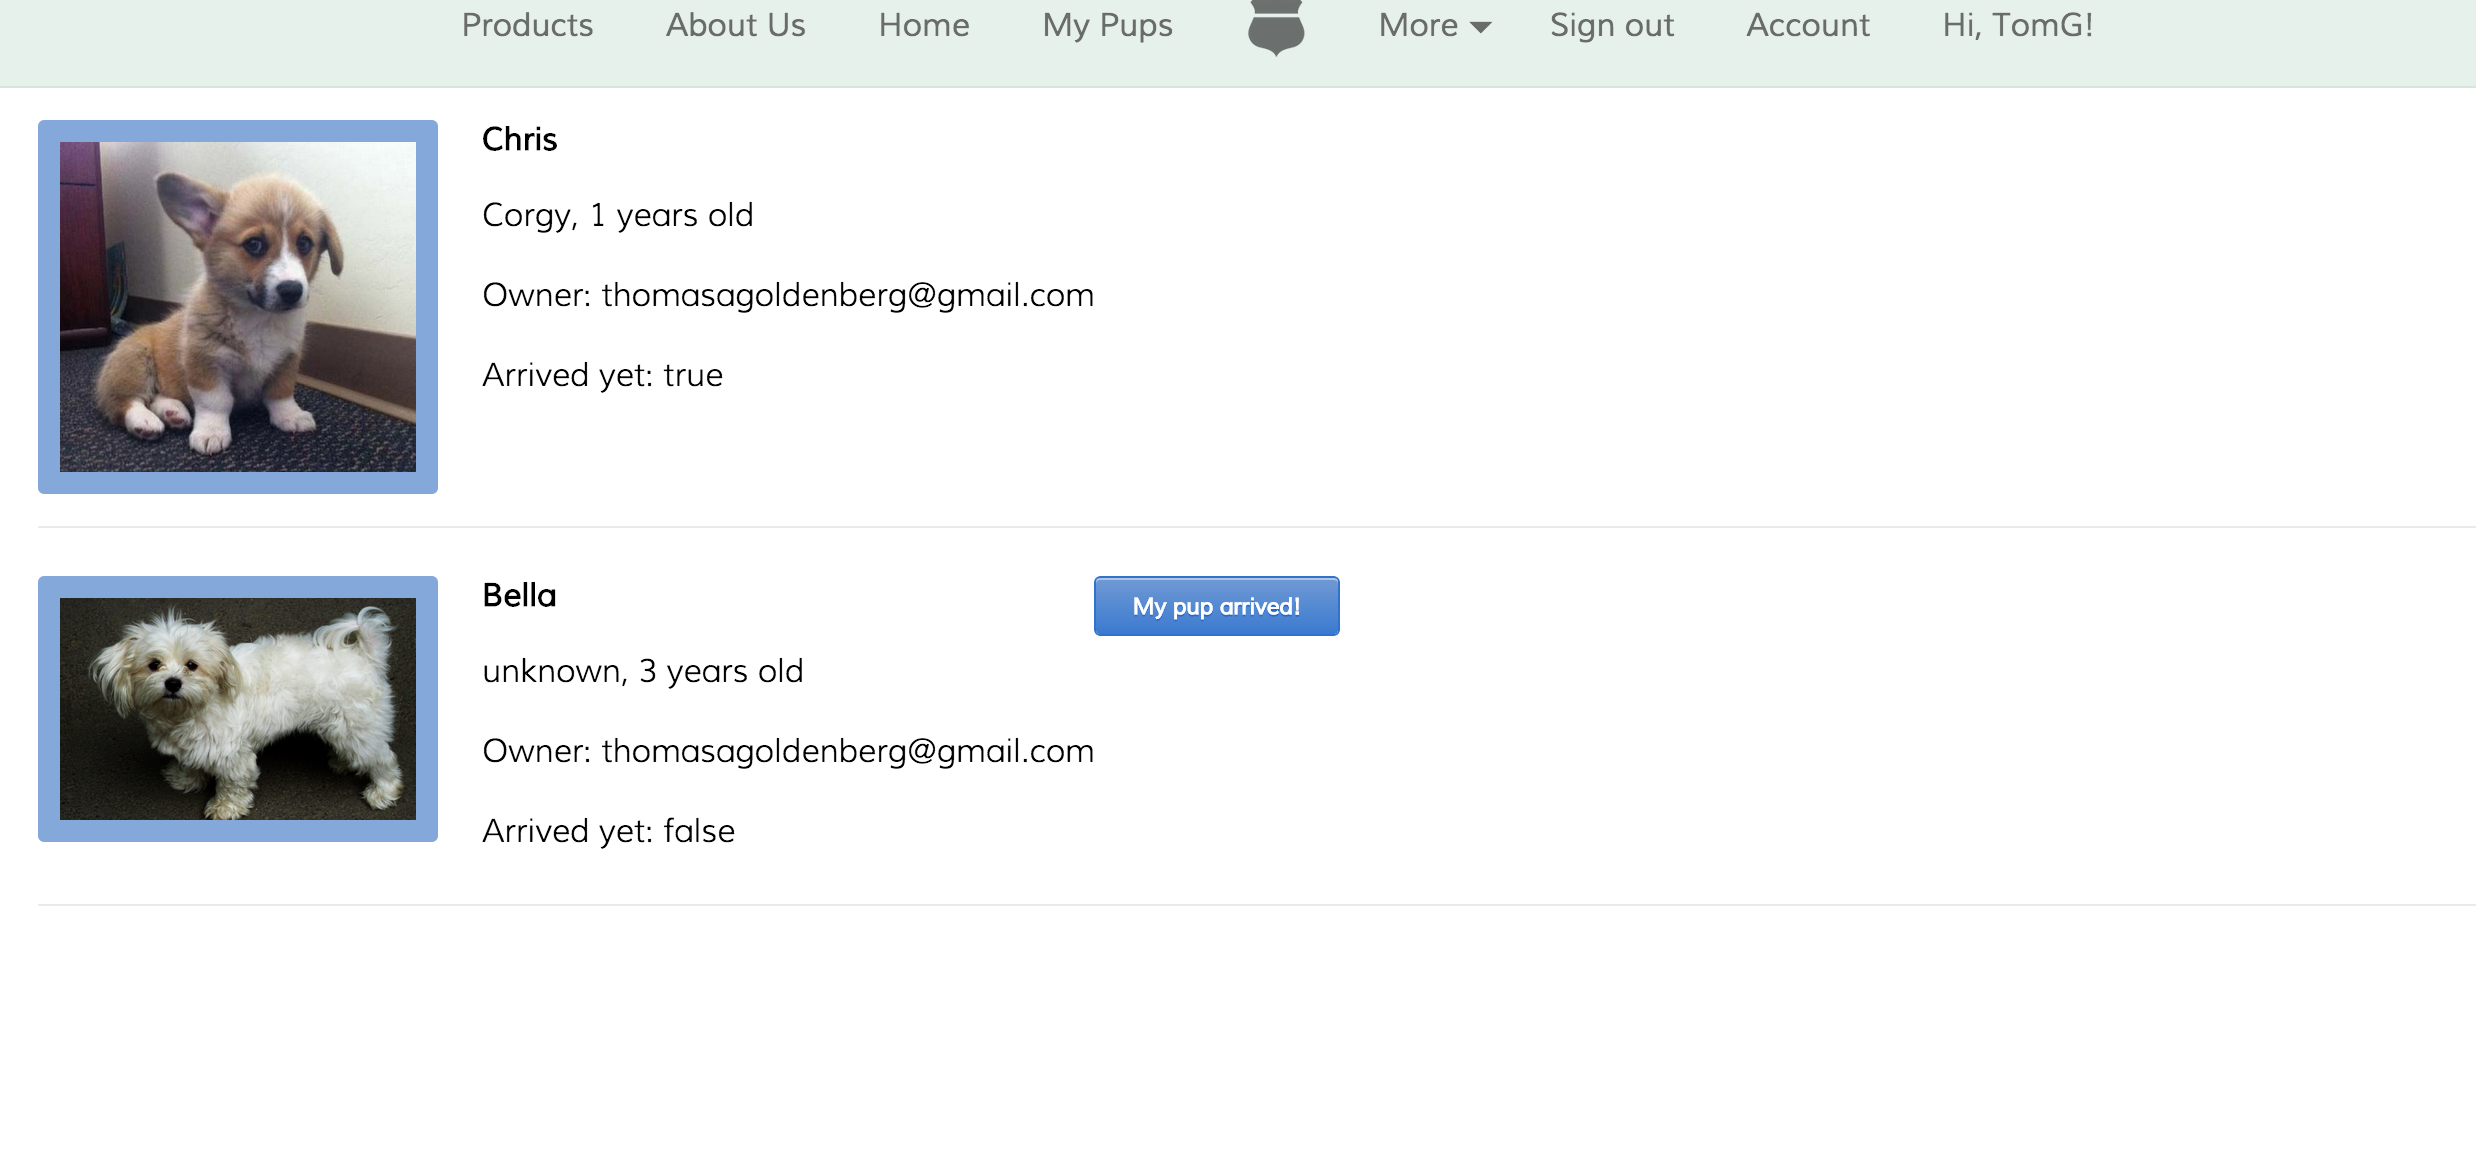 Products About Us Home My Pups More Sign out Account Hi, TomG!
Chris
Corgy, 1 years old
Owner: thomasagoldenberg@gmail.com
Arrived yet: true
Bella My pup arrived!
unknown, 3 years old
Owner: thomasagoldenberg@gmail.com
Arrived yet: false